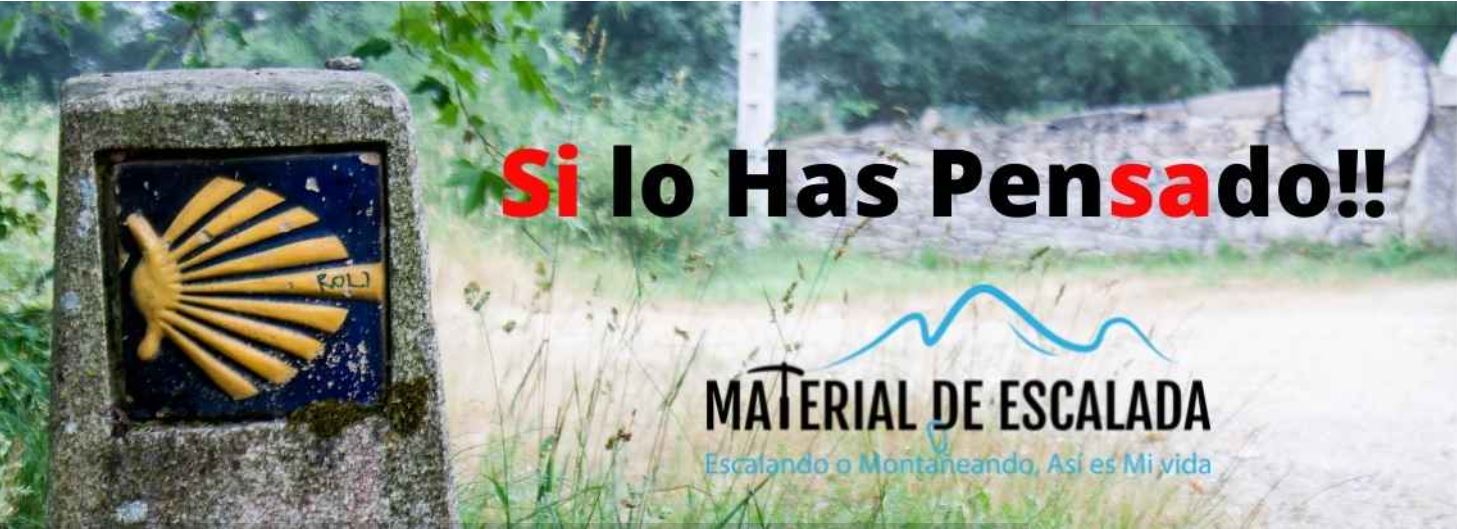 Si lo Has Pensado!!
ROLI
MATERIAL DE ESCALADA
Escalando o Montañeando, Así es Mi vida